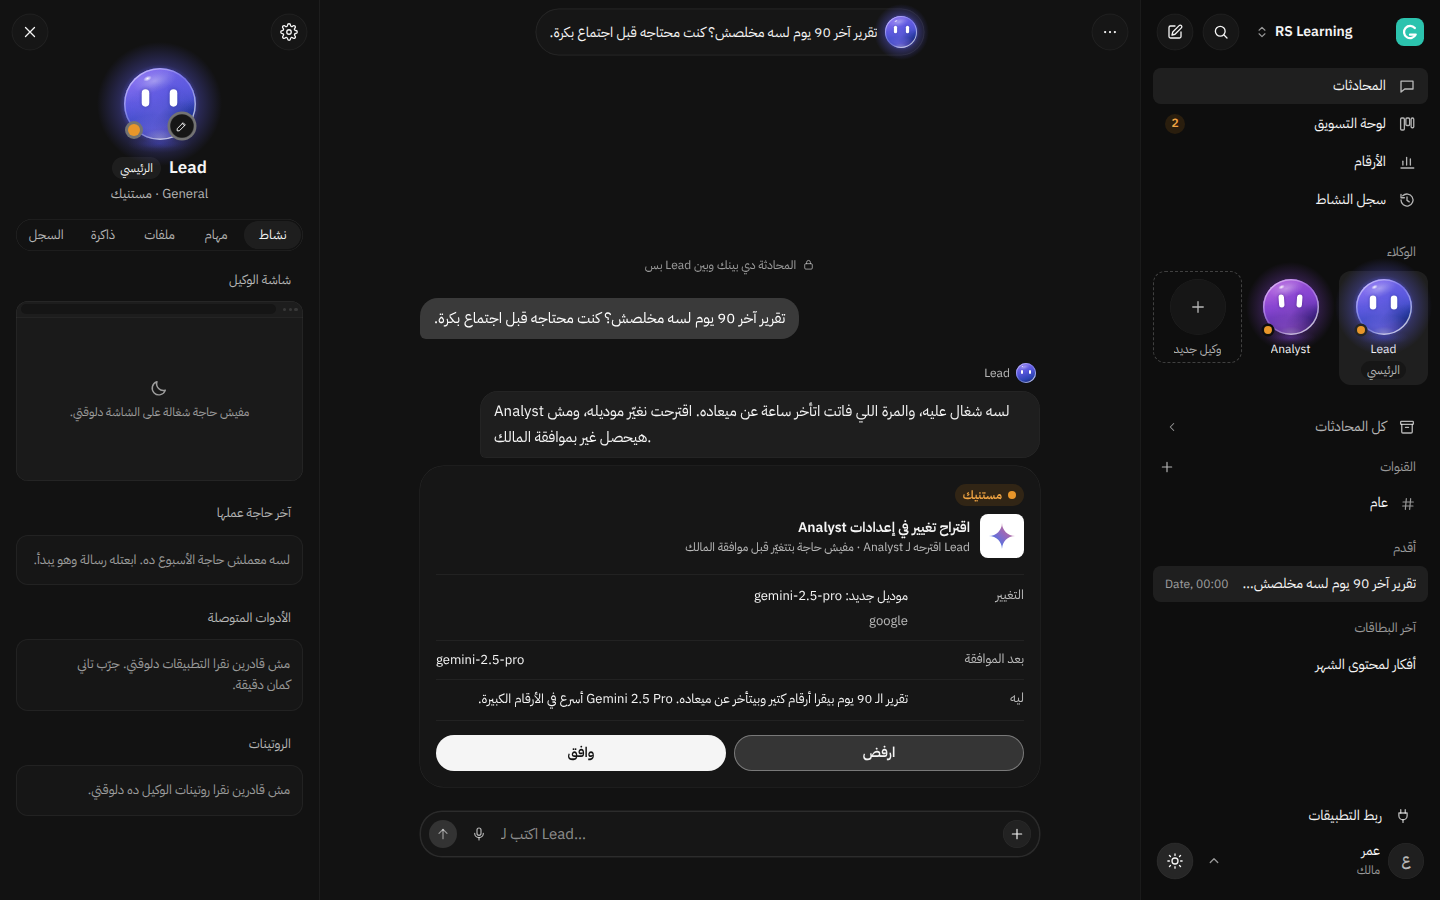 RS Learning
المحادثات
لوحة التسويق
2
الأرقام
سجل النشاط
الوكلاء
Lead
الرئيسي
Analyst
وكيل جديد
كل المحادثات
القنوات
عام
أقدم
تقرير آخر 90 يوم لسه مخلصش...
Date, 00:00
آخر البطاقات
أفكار لمحتوى الشهر
ربط التطبيقات
ع
عمر
مالك
تقرير آخر 90 يوم لسه مخلصش؟ كنت محتاجه قبل اجتماع بكرة.
المحادثة دي بينك وبين Lead بس
تقرير آخر 90 يوم لسه مخلصش؟ كنت محتاجه قبل اجتماع بكرة.
Lead
Analyst لسه شغال عليه، والمرة اللي فاتت اتأخر ساعة عن ميعاده. اقترحت نغيّر موديله، ومش
هيحصل غير بموافقة المالك.
مستنيك
اقتراح تغيير في إعدادات Analyst
Lead اقترحه لـ Analyst · مفيش حاجة بتتغيّر قبل موافقة المالك
التغيير
موديل جديد: gemini-2.5-pro
google
بعد الموافقة
gemini-2.5-pro
ليه
تقرير الـ 90 يوم بيقرا أرقام كتير وبيتأخر عن ميعاده. Gemini 2.5 Pro أسرع في الأرقام الكبيرة.
ارفض
وافق
اكتب لـ Lead...
Lead
الرئيسي
General · مستنيك
نشاط
مهام
ملفات
ذاكرة
السجل
شاشة الوكيل
مفيش حاجة شغالة على الشاشة دلوقتي.
آخر حاجة عملها
لسه معملش حاجة الأسبوع ده. ابعتله رسالة وهو يبدأ.
الأدوات المتوصلة
مش قادرين نقرا التطبيقات دلوقتي. جرّب تاني
كمان دقيقة.
الروتينات
مش قادرين نقرا روتينات الوكيل ده دلوقتي.